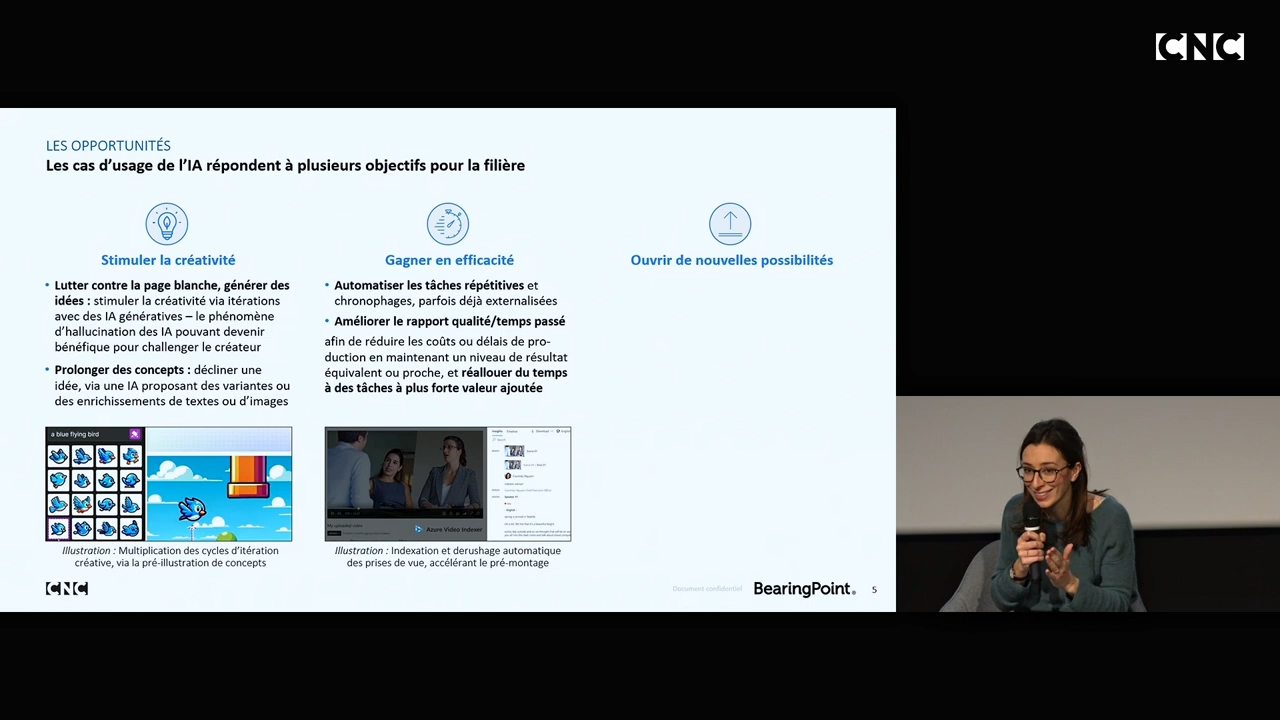 CNC
LES OPPORTUNITÉS
Les cas d'usage de l'IA répondent à plusieurs objectifs pour la filière
Stimuler la créativité
• Lutter contre la page blanche, générer des
idées : stimuler la créativité via itérations
avec des IA génératives – le phénomène
d'hallucination des IA pouvant devenir
bénéfique pour challenger le créateur
• Prolonger des concepts : décliner une
idée, via une IA proposant des variantes ou
des enrichissements de textes ou d'images
a blue flying bird
Illustration : Multiplication des cycles d'itération
créative, via la pré-illustration de concepts
Gagner en efficacité
• Automatiser les tâches répétitives et
chronophages, parfois déjà externalisées
• Améliorer le rapport qualité/temps passé
afin de réduire les coûts ou délais de pro-
duction en maintenant un niveau de résultat
équivalent ou proche, et réallouer du temps
à des tâches à plus forte valeur ajoutée
Azure Video Indexer
Illustration : Indexation et derushage automatique
des prises de vue, accélérant le pré-montage
Ouvrir de nouvelles possibilités
CNC
Document confidentiel
BearingPoint.
5